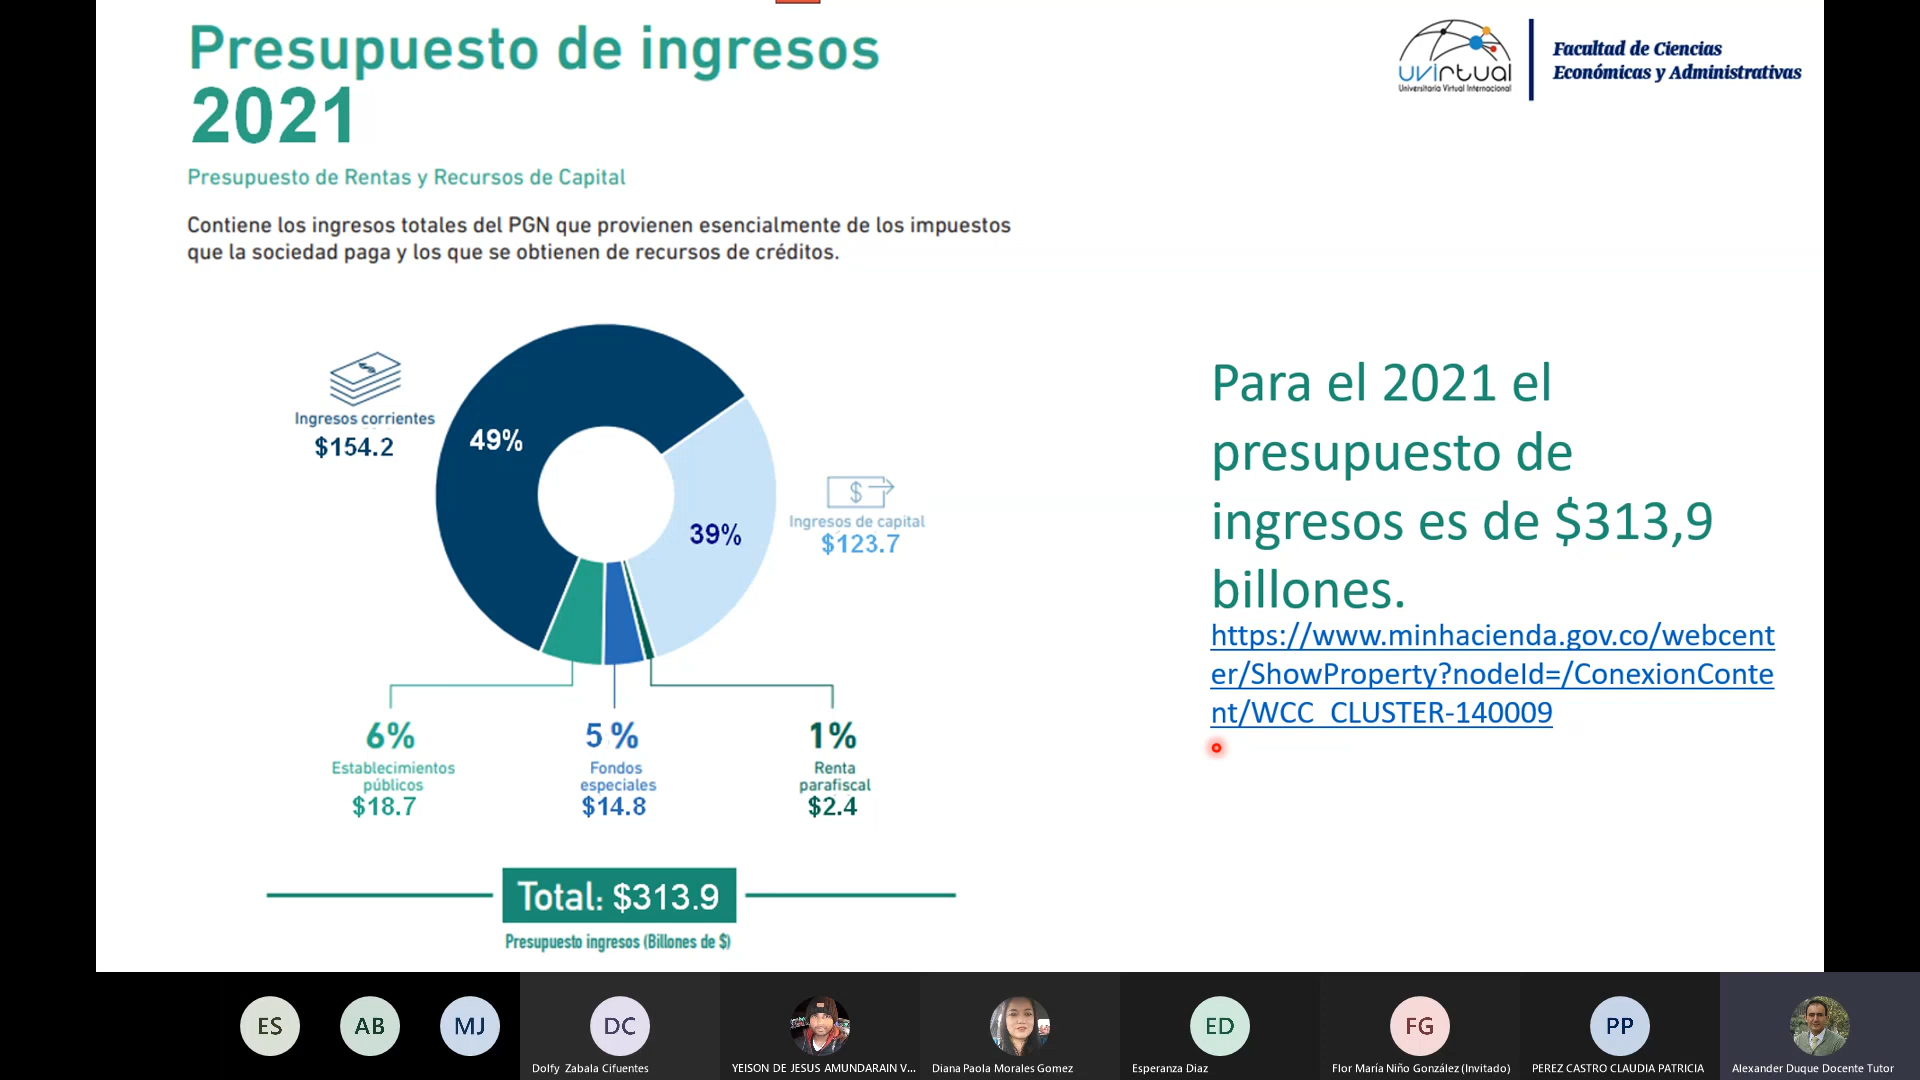 Presupuesto de ingresos
2021
Presupuesto de Rentas y Recursos de Capital
Contiene los ingresos totales del PGN que provienen esencialmente de los impuestos
que la sociedad paga y los que se obtienen de recursos de créditos.
uvirtual
Universitaria Virtual Internacional
Facultad de Ciencias
Económicas y Administrativas
Ingresos corrientes
$154.2
49%
39%
$
Ingresos de capital
$123.7
6%
Establecimientos
públicos
$18.7
5 %
Fondos
especiales
$14.8
1%
Renta
parafiscal
$2.4
Total: $313.9
Presupuesto ingresos (Billones de $)
Para el 2021 el
presupuesto de
ingresos es de $313,9
billones.
https://www.minhacienda.gov.co/webcent
er/ShowProperty?nodeId=/ConexionConte
nt/WCC_CLUSTER-140009
ES
AB
MJ
DC
Dolfy Zabala Cifuentes
YEISON DE JESUS AMUNDARAIN V...
Diana Paola Morales Gomez
ED
Esperanza Diaz
FG
Flor María Niño González (Invitado)
PP
PEREZ CASTRO CLAUDIA PATRICIA
Alexander Duque Docente Tutor